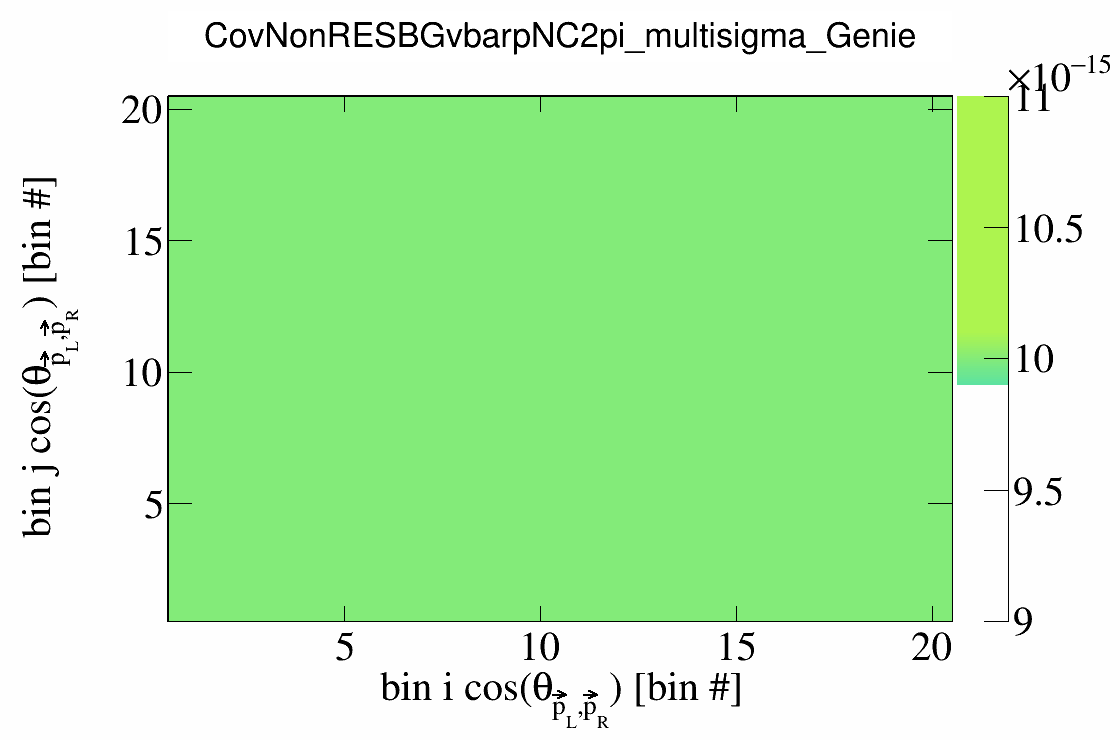 CovNonRESBGvbarpNC2pi_multisigma_Genie
×10⁻¹⁵
11
10.5
10
9.5
9
20
15
10
5
bin j cos(θ_{p⃗_L,p⃗_R}) [bin #]
5 10 15 20
bin i cos(θ_{p⃗_L,p⃗_R}) [bin #]